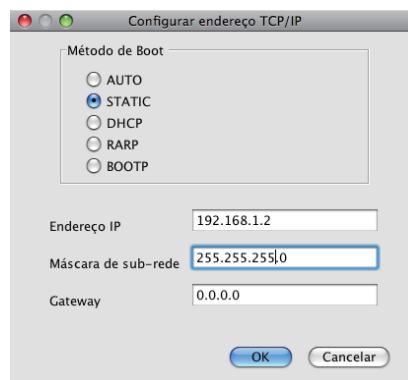 Configurar endereço TCP/IP
Método de Boot
AUTO
STATIC
DHCP
RARP
BOOTP
Endereço IP 192.168.1.2
Máscara de sub-rede 255.255.255.0
Gateway 0.0.0.0
OK Cancelar